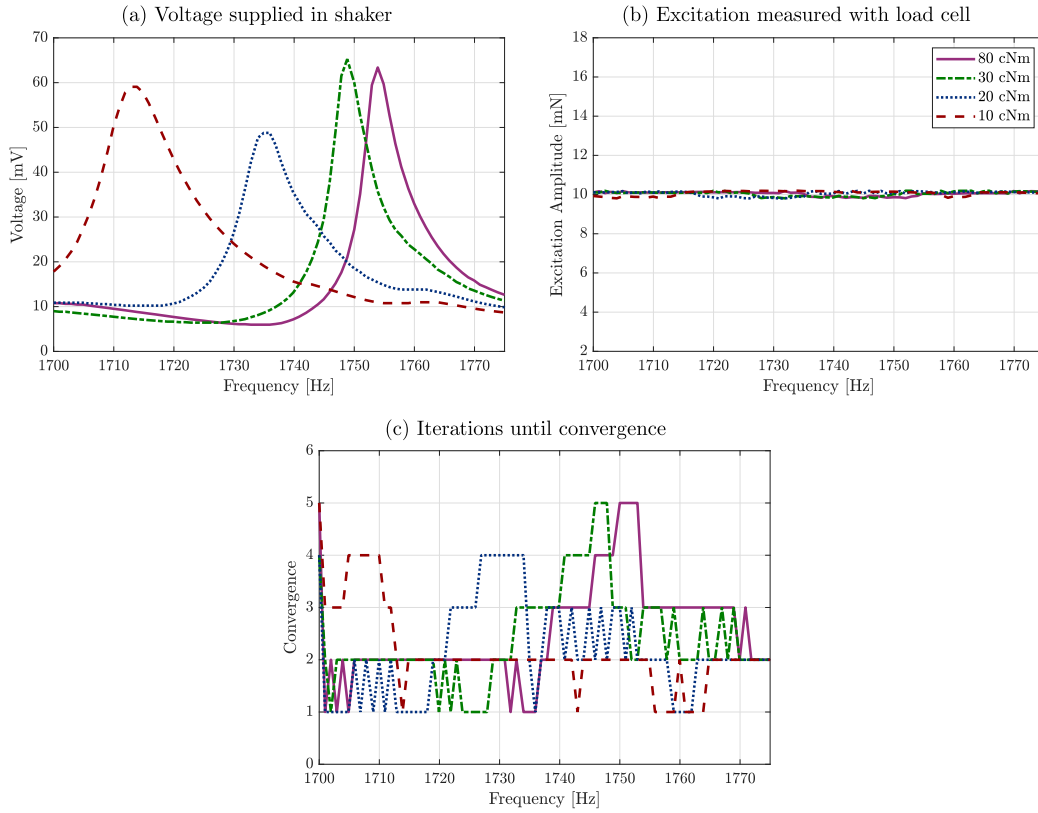 (a) Voltage supplied in shaker
70
60
50
40
30
20
10
0
Voltage [mV]
1700 1710 1720 1730 1740 1750 1760 1770
Frequency [Hz]
(b) Excitation measured with load cell
18
16
14
12
10
8
6
4
2
Excitation Amplitude [mN]
80 cNm
30 cNm
20 cNm
10 cNm
1700 1710 1720 1730 1740 1750 1760 1770
Frequency [Hz]
(c) Iterations until convergence
6
5
4
3
2
1
0
Convergence
1700 1710 1720 1730 1740 1750 1760 1770
Frequency [Hz]